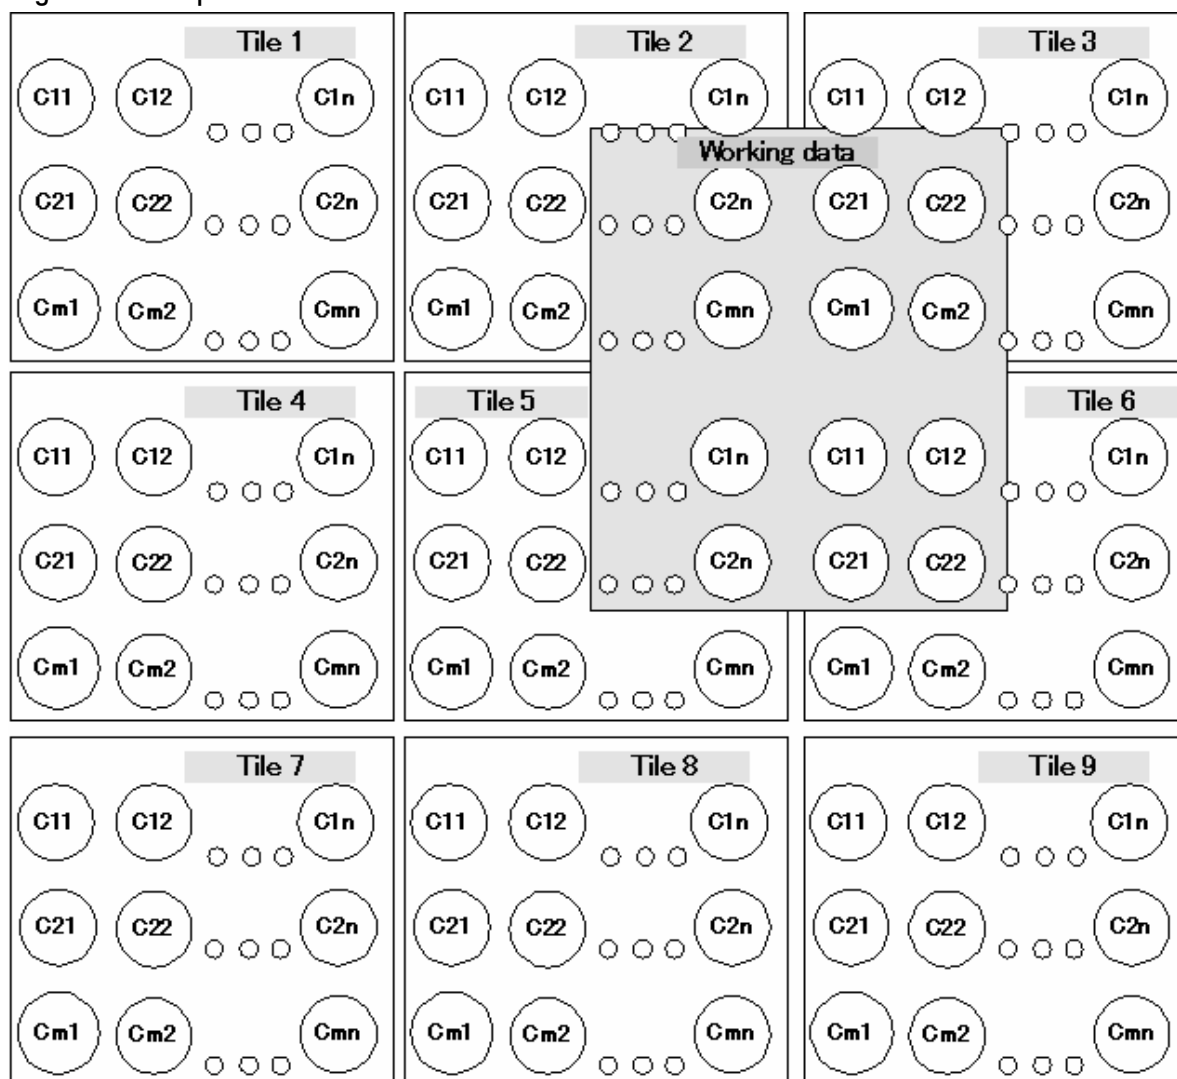 Tile 1 Tile 2 Tile 3
C11 C12 C1n C11 C12 C1n C11 C12 C1n
Working data
C21 C22 C2n C21 C22 C2n C21 C22 C2n
Cm1 Cm2 Cmn Cm1 Cm2 Cmn Cm1 Cm2 Cmn
Tile 4 Tile 5 Tile 6
C11 C12 C1n C11 C12 C1n C11 C12 C1n
C21 C22 C2n C21 C22 C2n C21 C22 C2n
Cm1 Cm2 Cmn Cm1 Cm2 Cmn Cm1 Cm2 Cmn
Tile 7 Tile 8 Tile 9
C11 C12 C1n C11 C12 C1n C11 C12 C1n
C21 C22 C2n C21 C22 C2n C21 C22 C2n
Cm1 Cm2 Cmn Cm1 Cm2 Cmn Cm1 Cm2 Cmn